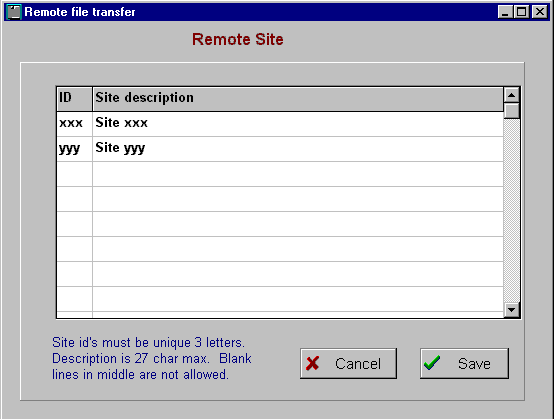 Remote file transfer
Remote Site
ID Site description
xxx Site xxx
yyy Site yyy
Site id's must be unique 3 letters.
Description is 27 char max. Blank
lines in middle are not allowed.
Cancel Save